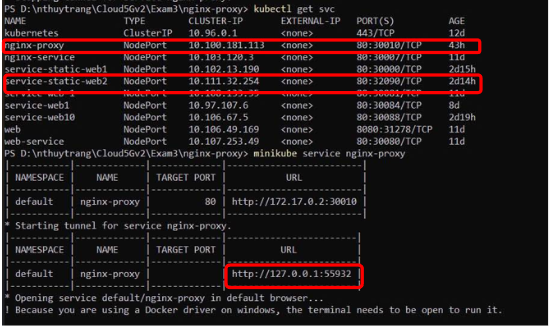 PS D:\nthuytrang\Cloud5Gv2\Exam3\nginx-proxy> kubectl get svc
NAME TYPE CLUSTER-IP EXTERNAL-IP PORT(S) AGE
kubernetes ClusterIP 10.96.0.1 <none> 443/TCP 12d
nginx-proxy NodePort 10.100.181.113 <none> 80:30010/TCP 43h
nginx-service NodePort 10.103.120.3 <none> 80:30007/TCP 11d
service-static-web1 NodePort 10.102.13.190 <none> 80:30000/TCP 2d15h
service-static-web2 NodePort 10.111.32.254 <none> 80:32090/TCP 2d14h
NodePort <none> 11d
service-web1 NodePort 10.97.107.6 <none> 80:30084/TCP 8d
service-web10 NodePort 10.106.67.5 <none> 80:30088/TCP 2d19h
web NodePort 10.106.49.169 <none> 8080:31278/TCP 11d
web-service NodePort 10.107.253.49 <none> 80:30080/TCP 11d
PS D:\nthuytrang\Cloud5Gv2\Exam3\nginx-proxy> minikube service nginx-proxy
| NAMESPACE | NAME | TARGET PORT | URL |
| default | nginx-proxy | 80 | http://172.17.0.2:30010 |
* Starting tunnel for service nginx-proxy.
| NAMESPACE | NAME | TARGET PORT | URL |
| default | nginx-proxy | | http://127.0.0.1:55932 |
* Opening service default/nginx-proxy in default browser...
! Because you are using a Docker driver on windows, the terminal needs to be open to run it.